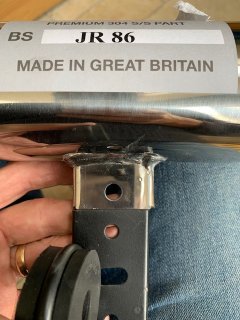 PREMIUM 304 S/S PART
BS JR 86
MADE IN GREAT BRITAIN